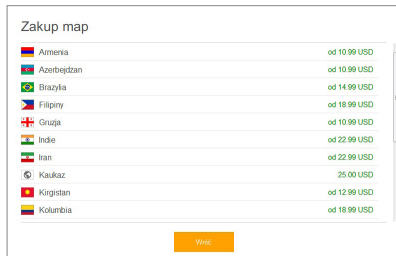 Zakup map
Armenia od 10.99 USD
Azerbejdżan od 10.99 USD
Brazylia od 14.99 USD
Filipiny od 18.99 USD
Gruzja od 10.99 USD
Indie od 22.99 USD
Iran od 22.99 USD
Kaukaz 25.00 USD
Kirgistan od 12.99 USD
Kolumbia od 18.99 USD
Wróć